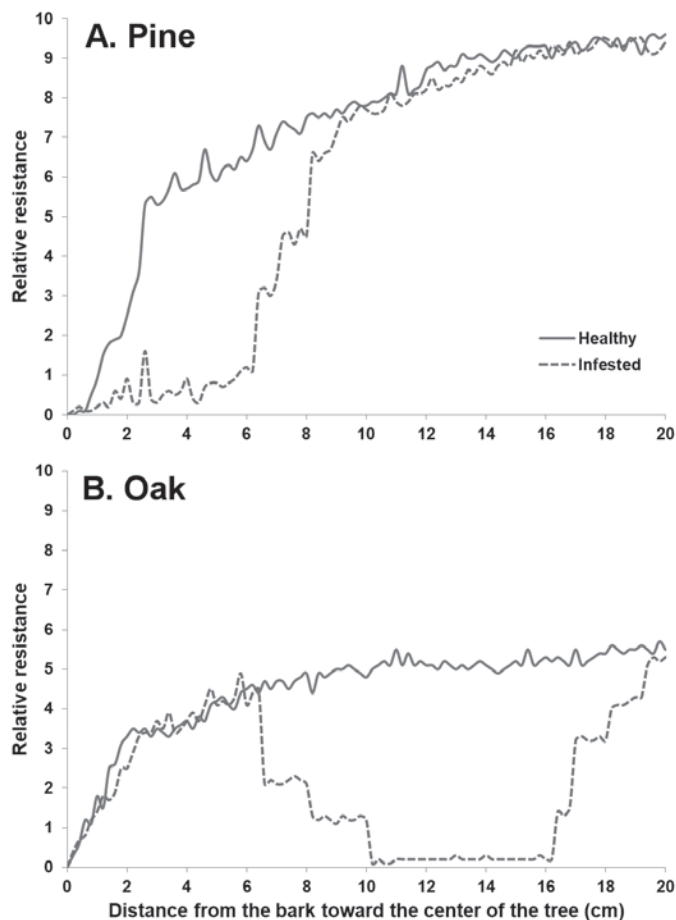 A. Pine
10
9
8
7
6
5
4
3
2
1
0
Relative resistance
Healthy
Infested
0 2 4 6 8 10 12 14 16 18 20
B. Oak
10
9
8
7
6
5
4
3
2
1
0
Relative resistance
0 2 4 6 8 10 12 14 16 18 20
Distance from the bark toward the center of the tree (cm)